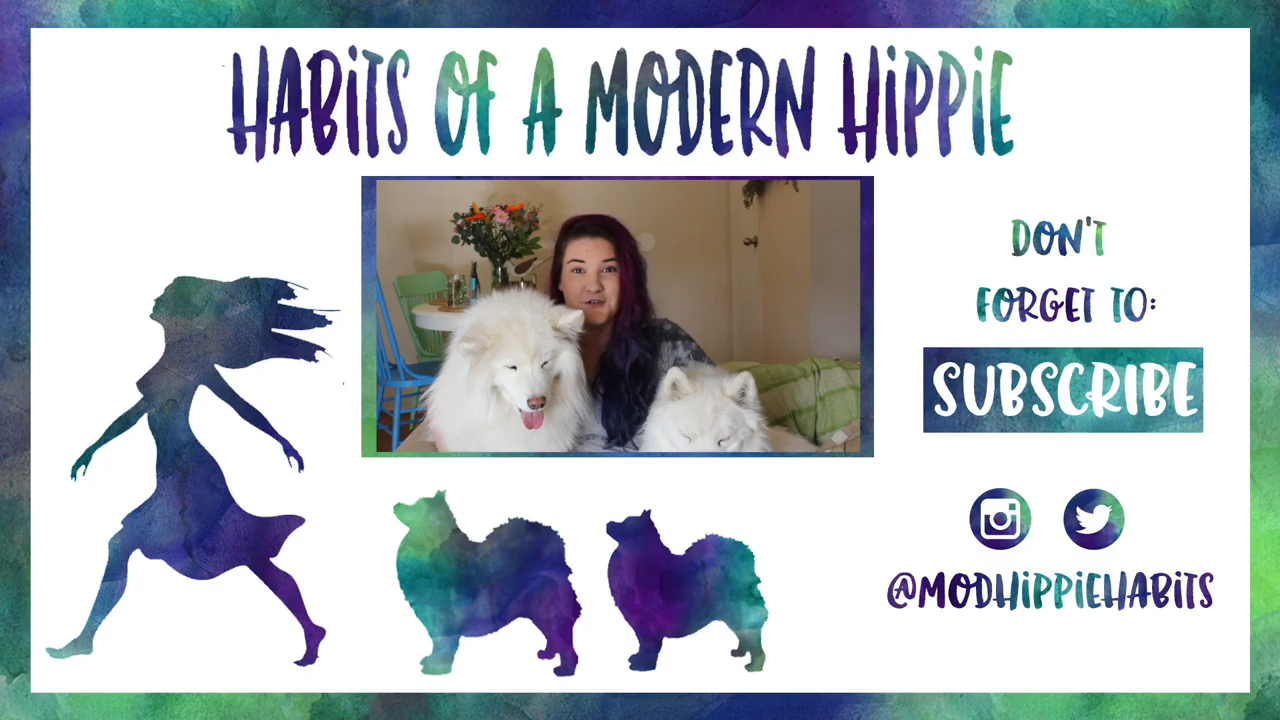 HABITS OF A MODERN HIPPIE
DON'T
FORGET TO:
SUBSCRIBE
@MODHIPPIEHABITS